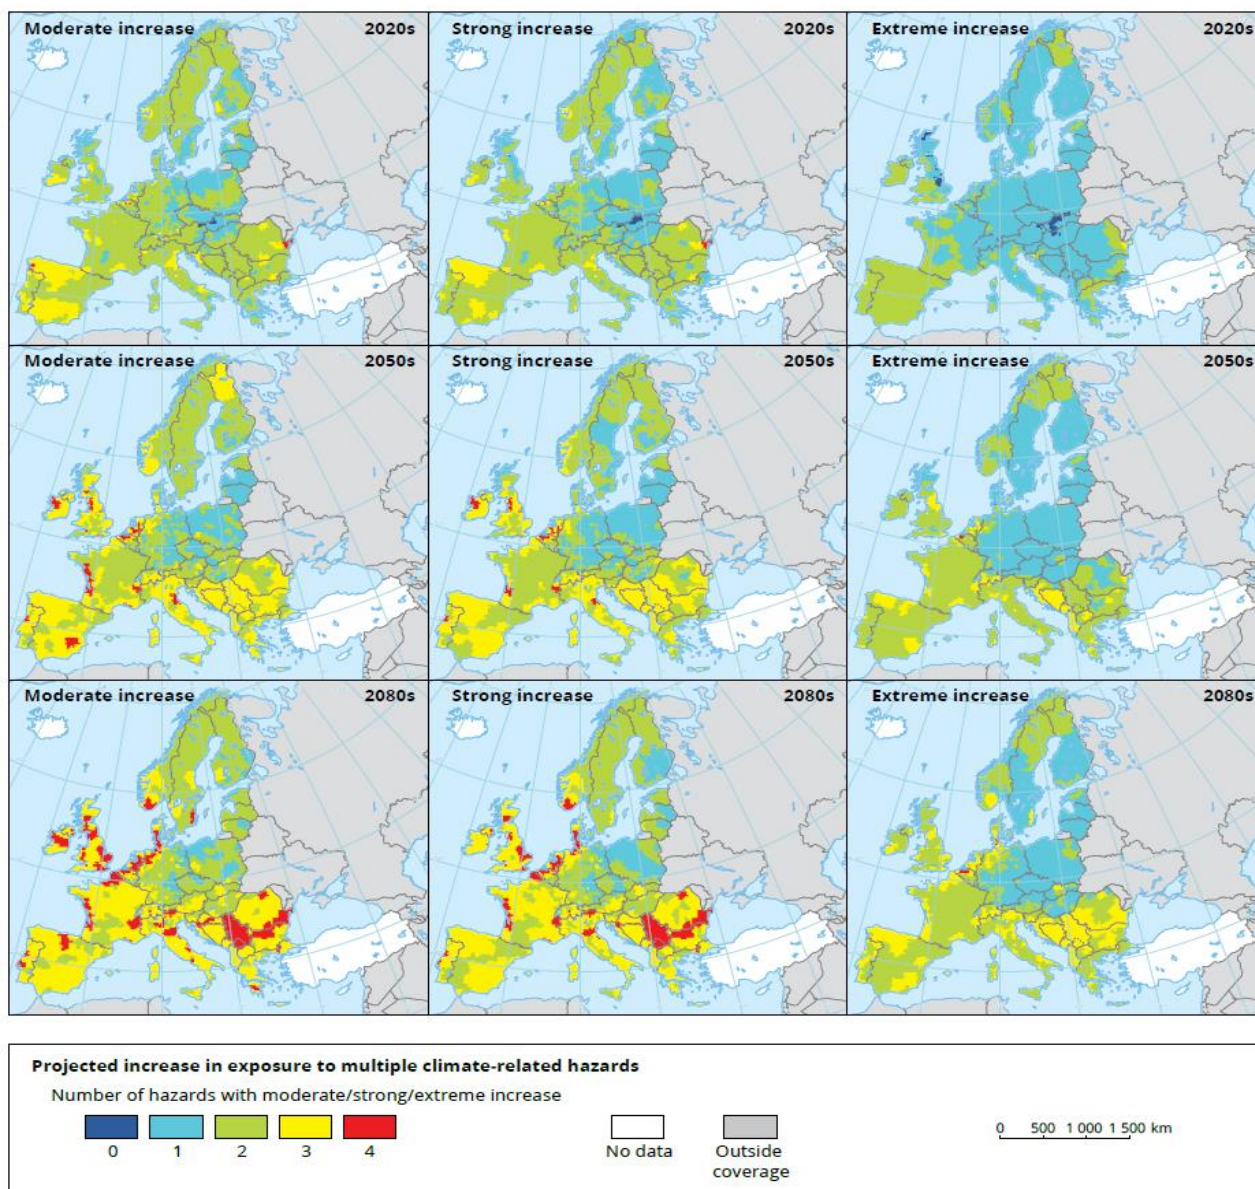 Moderate increase 2020s
Strong increase 2020s
Extreme increase 2020s
Moderate increase 2050s
Strong increase 2050s
Extreme increase 2050s
Moderate increase 2080s
Strong increase 2080s
Extreme increase 2080s
Projected increase in exposure to multiple climate-related hazards
Number of hazards with moderate/strong/extreme increase
0 1 2 3 4
No data
Outside
coverage
0 500 1 000 1 500 km